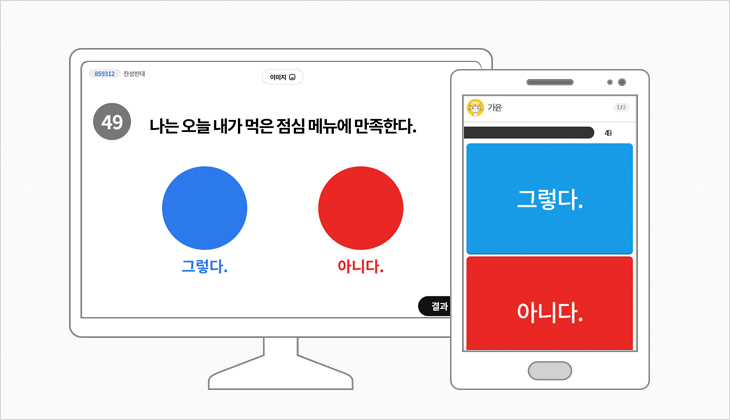 859312 찬성반대
이미지
49
나는 오늘 내가 먹은 점심 메뉴에 만족한다.
그렇다.
아니다.
결과
가윤
49
그렇다.
아니다.